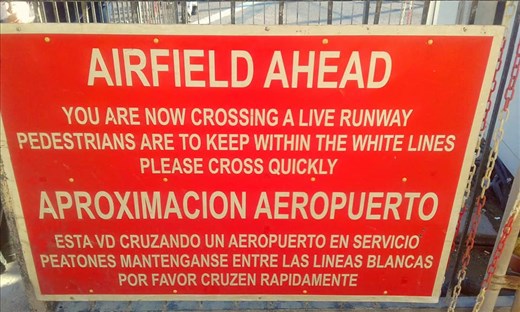 AIRFIELD AHEAD
YOU ARE NOW CROSSING A LIVE RUNWAY
PEDESTRIANS ARE TO KEEP WITHIN THE WHITE LINES
PLEASE CROSS QUICKLY
APROXIMACION AEROPUERTO
ESTA VD CRUZANDO UN AEROPUERTO EN SERVICIO
PEATONES MANTENGANSE ENTRE LAS LINEAS BLANCAS
POR FAVOR CRUZEN RAPIDAMENTE